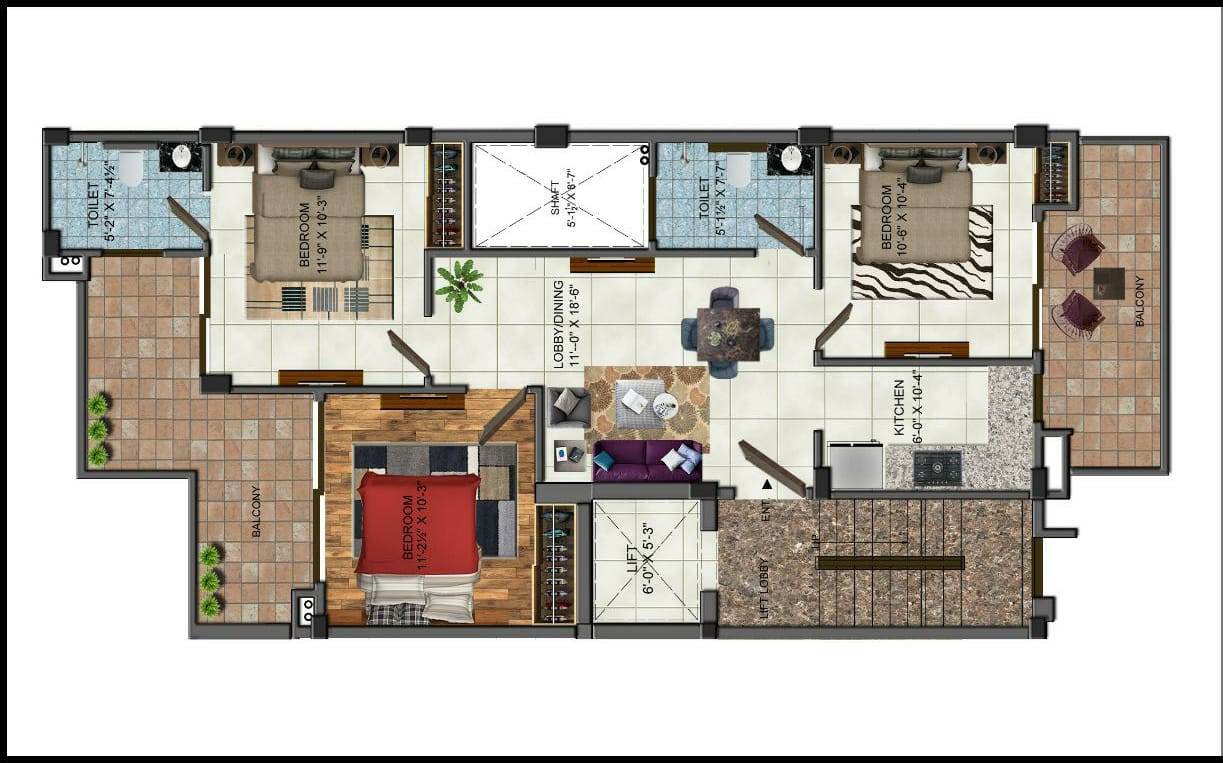 TOILET
5'-2" X 7'-4½"
BEDROOM
11'-9" X 10'-3"
SHAFT
5'-1½" X 6'-7"
TOILET
5'-1½" X 7'-7"
BEDROOM
10'-6" X 10'-4"
BALCONY
LOBBY/DINING
11'--0" X 18'-6"
KITCHEN
6'-0" X 10'-4"
BALCONY
BEDROOM
11'-2½" X 10'-3"
LIFT
6'-0" X 5'-3"
ENT.
UP
LIFT LOBBY